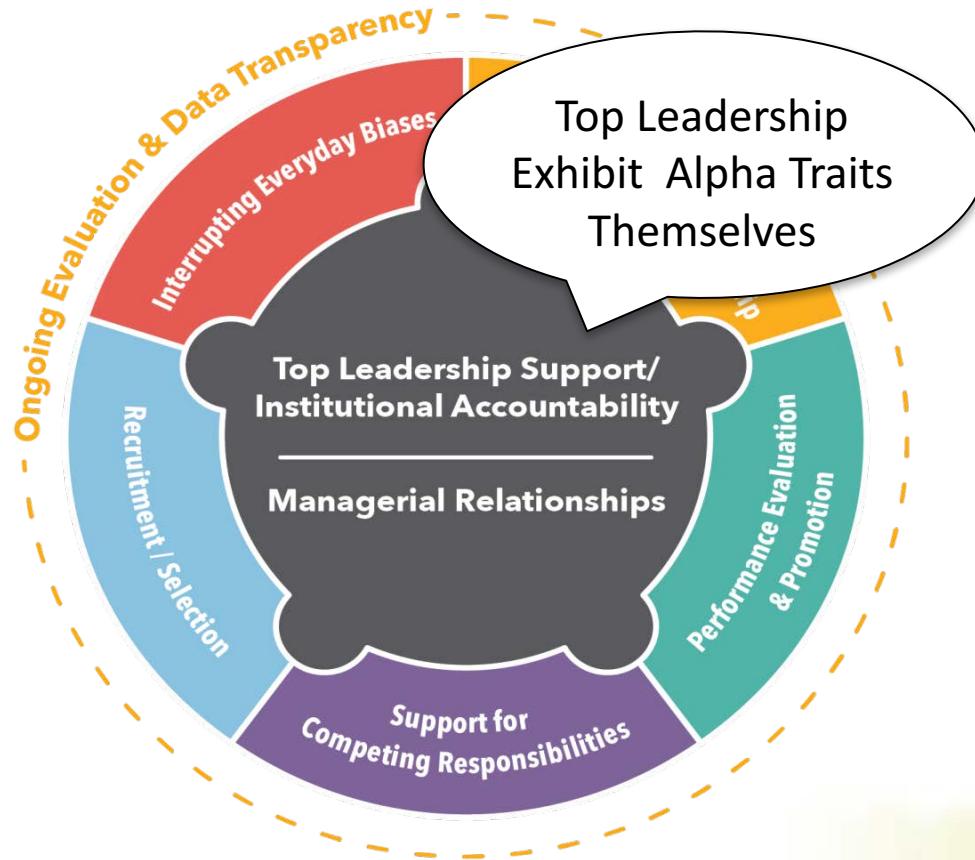 Ongoing Evaluation & Data Transparency
Interrupting Everyday Biases
Top Leadership
Exhibit Alpha Traits
Themselves
Top Leadership Support/
Institutional Accountability
Managerial Relationships
Recruitment / Selection
Performance Evaluation
& Promotion
Support for
Competing Responsibilities